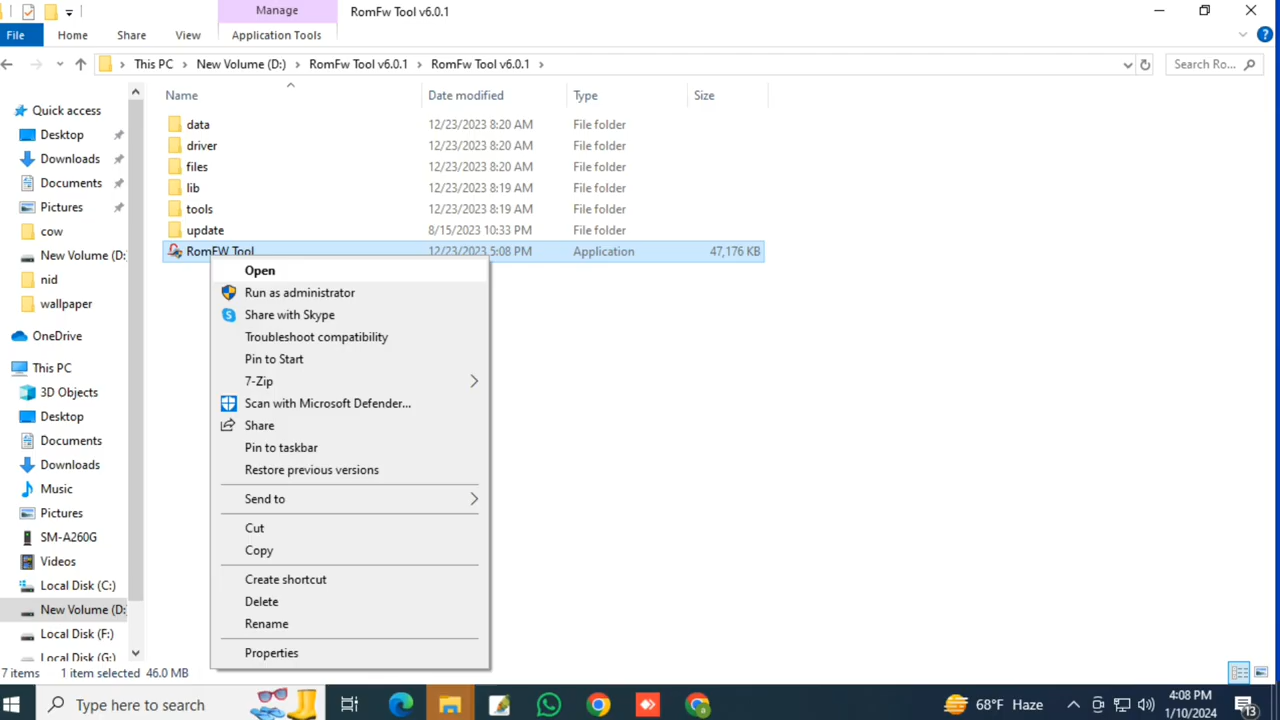 Manage
RomFw Tool v6.0.1
File
Home
Share
View
Application Tools
This PC
New Volume (D:)
RomFw Tool v6.0.1
RomFw Tool v6.0.1
Search Ro...
Name
Date modified
Type
Size
Quick access
Desktop
Downloads
Documents
Pictures
cow
New Volume (D:
nid
wallpaper
OneDrive
This PC
3D Objects
Desktop
Documents
Downloads
Music
Pictures
SM-A260G
Videos
Local Disk (C:)
New Volume (D:
Local Disk (F:)
Local Disk (G:)
data 12/23/2023 8:20 AM File folder
driver 12/23/2023 8:20 AM File folder
files 12/23/2023 8:20 AM File folder
lib 12/23/2023 8:19 AM File folder
tools 12/23/2023 8:19 AM File folder
update 8/15/2023 10:33 PM File folder
RomFW Tool 12/23/2023 5:08 PM Application 47,176 KB
Open
Run as administrator
Share with Skype
Troubleshoot compatibility
Pin to Start
7-Zip
Scan with Microsoft Defender...
Share
Pin to taskbar
Restore previous versions
Send to
Cut
Copy
Create shortcut
Delete
Rename
Properties
7 items 1 item selected 46.0 MB
Type here to search
68°F Haze
4:08 PM
1/10/2024
13